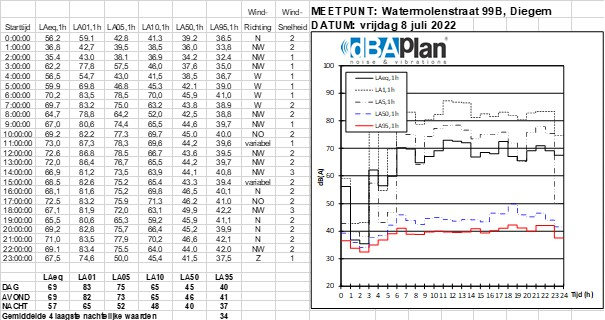 Wind-	Wind-
Starttijd	LAeq,1h	LA01,1h	LA05,1h	LA10,1h	LA50,1h	LA95,1h	Richting	Snelheid
0:00:00	56.2	59.1	42.8	41.3	39.2	36.5	N	2
1:00:00	36.8	42.7	39.5	38.5	36.0	33.8	NW	2
2:00:00	35.4	43.0	38.1	36.9	34.2	32.4	NW	1
3:00:00	62.2	77.8	57.5	46.0	37.6	35.0	NW	1
4:00:00	56.5	54.7	43.0	41.5	38.5	36.7	W	1
5:00:00	59.9	69.8	46.8	45.3	42.1	39.0	W	1
6:00:00	70.0	83.6	78.5	70.0	45.9	41.0	W	1
7:00:00	69.7	83.2	75.0	63.2	43.8	38.9	W	2
8:00:00	64.7	78.8	64.2	52.0	42.5	38.8	NW	2
9:00:00	67.0	80.8	74.4	65.5	44.6	39.7	NW	1
10:00:00	69.2	82.2	77.3	69.7	45.0	40.0	NO	2
11:00:00	73.0	87.3	78.3	69.6	44.2	39.6	variabel	1
12:00:00	72.6	86.6	78.5	66.7	43.6	39.5	NW	2
13:00:00	72.0	86.4	76.7	65.5	44.2	39.7	NW	2
14:00:00	66.9	81.2	73.5	63.9	44.1	40.8	NW	3
15:00:00	68.5	82.6	75.2	65.4	43.3	39.4	variabel	2
16:00:00	68.1	81.6	75.2	69.8	46.5	40.1	N	2
17:00:00	72.5	83.2	75.9	71.3	46.2	41.0	NO	2
18:00:00	67.1	81.9	72.0	63.1	49.9	42.2	NW	3
19:00:00	65.5	80.6	65.3	59.2	45.9	41.1	N	2
20:00:00	69.2	82.8	75.7	66.4	45.2	39.9	N	2
21:00:00	71.0	83.5	77.9	70.2	46.6	42.1	N	2
22:00:00	69.1	83.4	75.5	64.0	44.0	42.0	NW	2
23:00:00	67.5	74.6	50.0	45.4	41.5	37.5	Z	1
LAeq	LA01	LA05	LA10	LA50	LA95
DAG	69	83	75	65	45	40
AVOND	69	82	73	65	46	41
NACHT	57	65	52	48	40	37
Gemiddelde 4 laagste nachtelijke waarden	34
MEETPUNT: Watermolenstraat 99B, Diegem
DATUM: vrijdag 8 juli 2022
dBAPlan
noise & vibrations
LAeq,1h
LA1,1h
LA5,1h
LA50,1h
LA95,1h
dB(A)
100
90
80
70
60
50
40
30
20
0 1 2 3 4 5 6 7 8 9 10 11 12 13 14 15 16 17 18 19 20 21 22 23 24	Tijd (h)